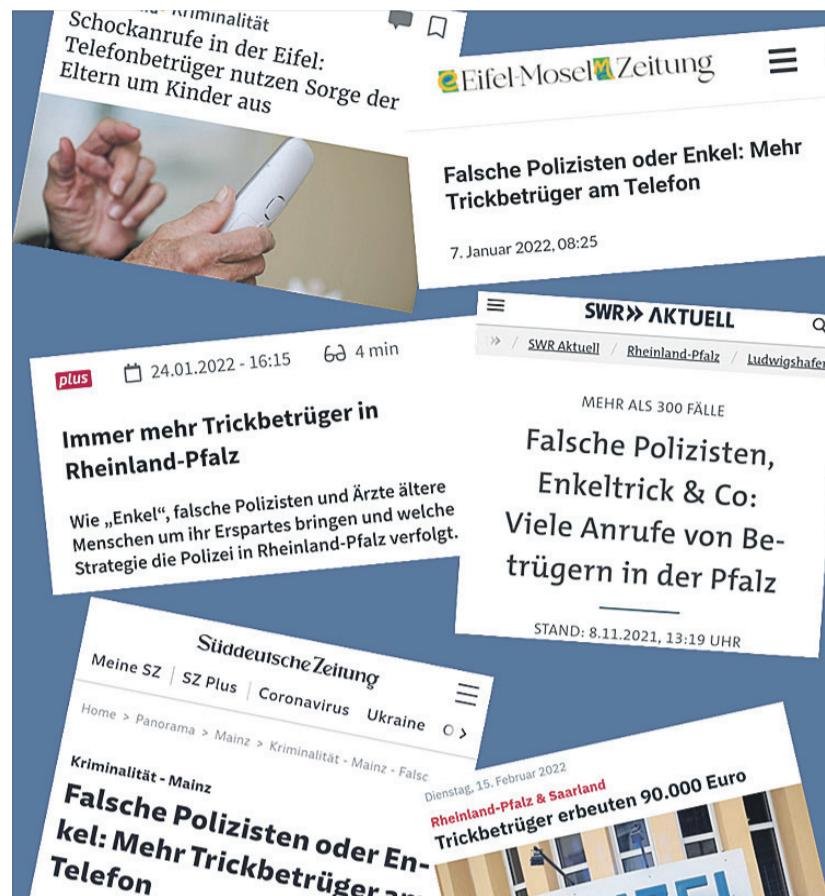 Kriminalität
Schockanrufe in der Eifel:
Telefonbetrüger nutzen Sorge der
Eltern um Kinder aus
Eifel-Mosel Zeitung
Falsche Polizisten oder Enkel: Mehr
Trickbetrüger am Telefon
7. Januar 2022, 08:25
plus 24.01.2022 - 16:15 4 min
Immer mehr Trickbetrüger in
Rheinland-Pfalz
Wie „Enkel“, falsche Polizisten und Ärzte ältere
Menschen um ihr Erspartes bringen und welche
Strategie die Polizei in Rheinland-Pfalz verfolgt.
SWR» AKTUELL
» / SWR Aktuell / Rheinland-Pfalz / Ludwigshafen
MEHR ALS 300 FÄLLE
Falsche Polizisten,
Enkeltrick & Co:
Viele Anrufe von Be-
trügern in der Pfalz
STAND: 8.11.2021, 13:19 UHR
Süddeutsche Zeitung
Meine SZ | SZ Plus | Coronavirus Ukraine
Home > Panorama > Mainz > Kriminalität - Mainz - Falsc
Kriminalität - Mainz
Falsche Polizisten oder En-
kel: Mehr Trickbetrüger am
Telefon
Dienstag, 15. Februar 2022
Rheinland-Pfalz & Saarland
Trickbetrüger erbeuten 90.000 Euro